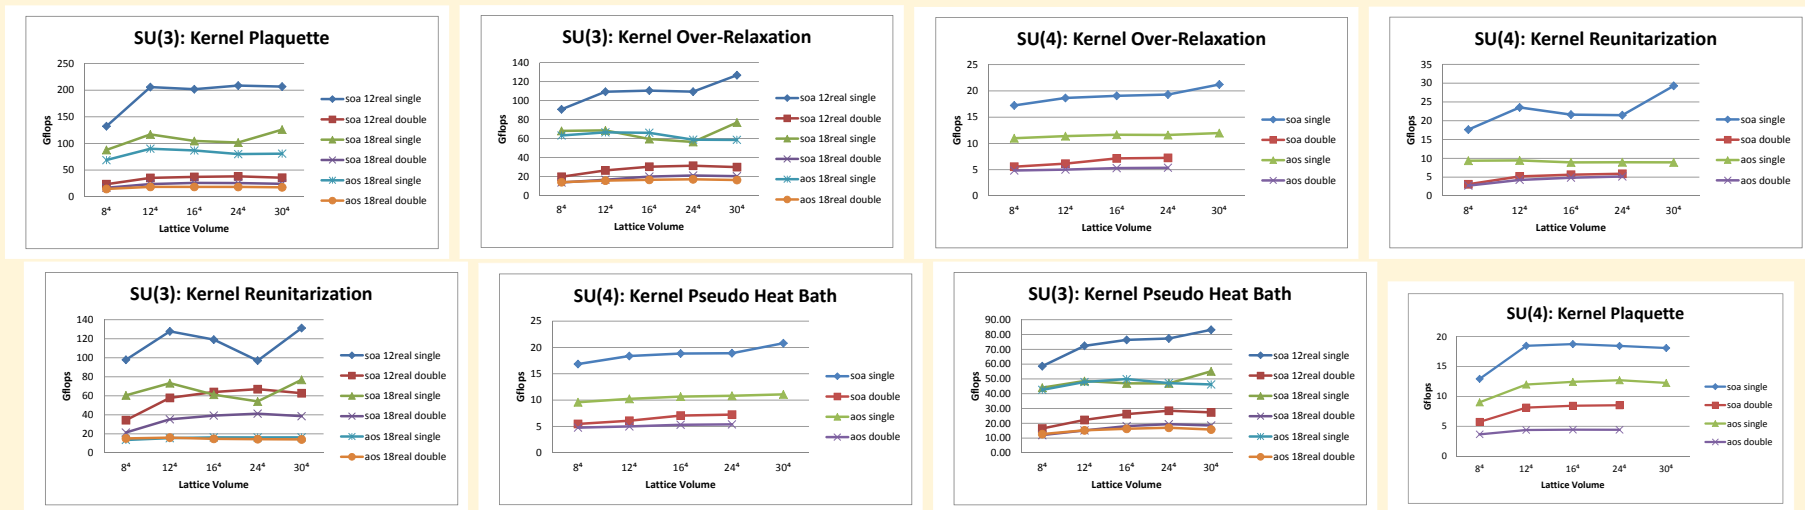 SU(3): Kernel Plaquette
Gflops
250
200
150
100
50
0
8⁴ 12⁴ 16⁴ 24⁴ 30⁴
Lattice Volume
soa 12real single
soa 12real double
soa 18real single
soa 18real double
aos 18real single
aos 18real double
SU(3): Kernel Over-Relaxation
Gflops
140
120
100
80
60
40
20
0
8⁴ 12⁴ 16⁴ 24⁴ 30⁴
Lattice Volume
soa 12real single
soa 12real double
soa 18real single
soa 18real double
aos 18real single
aos 18real double
SU(4): Kernel Over-Relaxation
Gflops
25
20
15
10
5
0
8⁴ 12⁴ 16⁴ 24⁴ 30⁴
Lattice Volume
soa single
soa double
aos single
aos double
SU(4): Kernel Reunitarization
Gflops
35
30
25
20
15
10
5
0
8⁴ 12⁴ 16⁴ 24⁴ 30⁴
Lattice Volume
soa single
soa double
aos single
aos double
SU(3): Kernel Reunitarization
Gflops
140
120
100
80
60
40
20
0
8⁴ 12⁴ 16⁴ 24⁴ 30⁴
Lattice Volume
soa 12real single
soa 12real double
soa 18real single
soa 18real double
aos 18real single
aos 18real double
SU(4): Kernel Pseudo Heat Bath
Gflops
25
20
15
10
5
0
8⁴ 12⁴ 16⁴ 24⁴ 30⁴
Lattice Volume
soa single
soa double
aos single
aos double
SU(3): Kernel Pseudo Heat Bath
Gflops
90.00
80.00
70.00
60.00
50.00
40.00
30.00
20.00
10.00
0.00
8⁴ 12⁴ 16⁴ 24⁴ 30⁴
Lattice Volume
soa 12real single
soa 12real double
soa 18real single
soa 18real double
aos 18real single
aos 18real double
SU(4): Kernel Plaquette
Gflops
20
15
10
5
0
8⁴ 12⁴ 16⁴ 24⁴ 30⁴
Lattice Volume
soa single
soa double
aos single
aos double